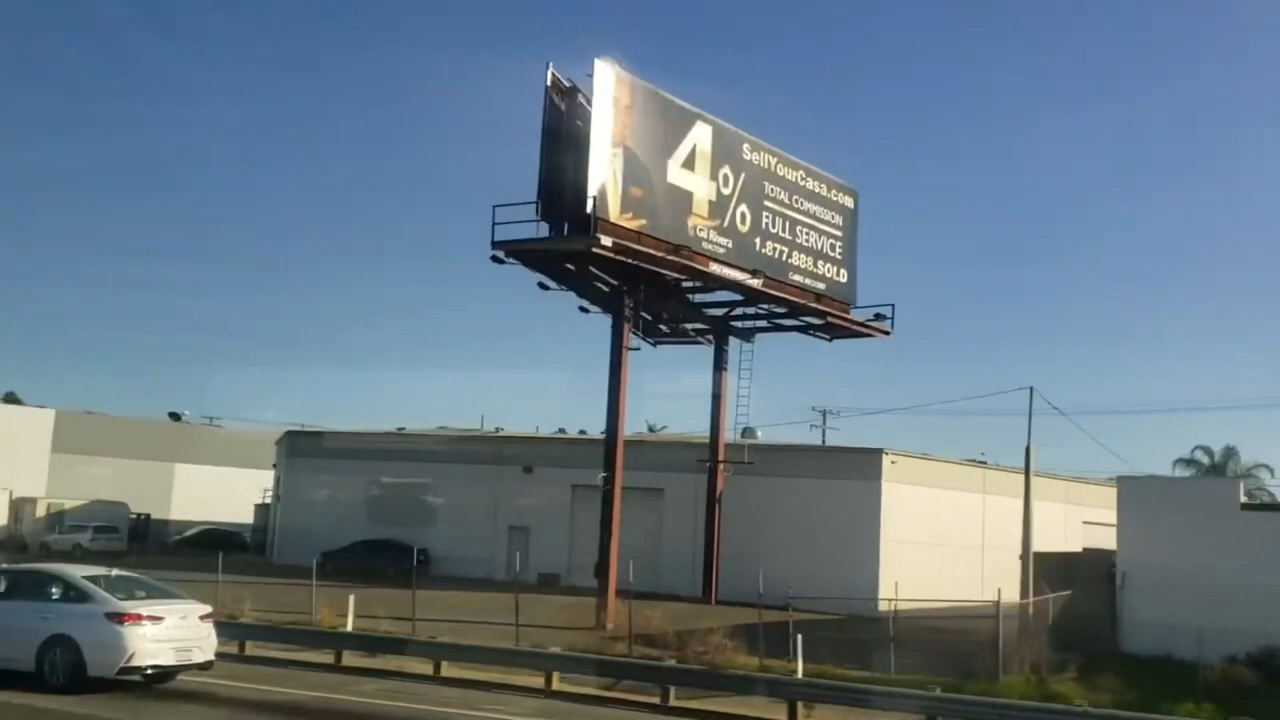 SellYourCasa.com
4%
TOTAL COMMISSION
FULL SERVICE
Gil Rivera
REALTOR
1.877.888.SOLD